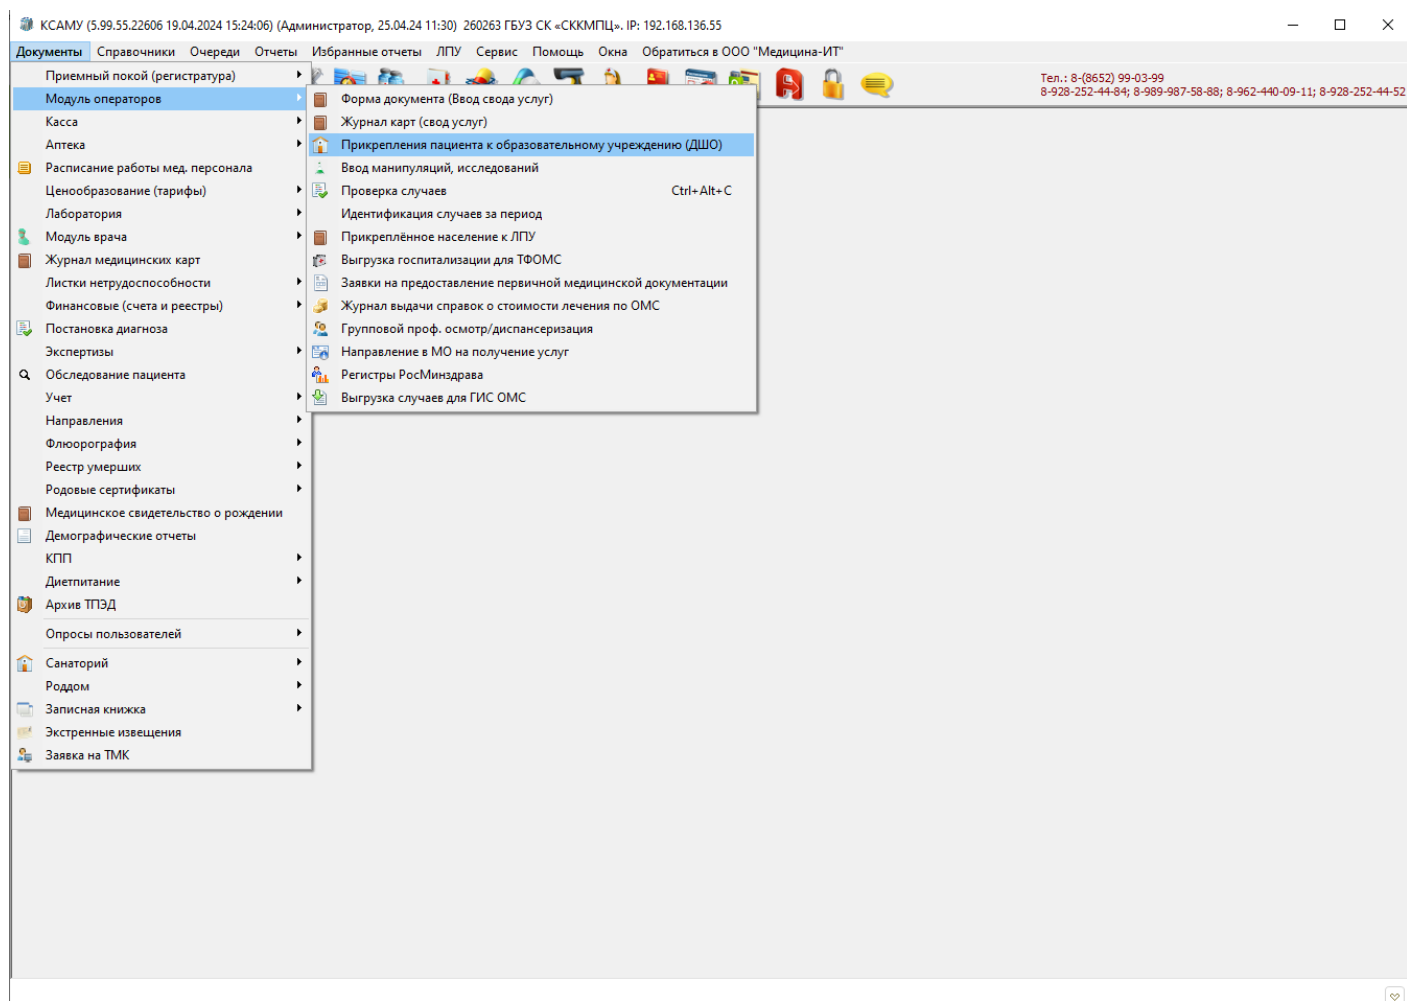 КСАМУ (5.99.55.22606 19.04.2024 15:24:06) (Администратор, 25.04.24 11:30) 260263 ГБУЗ СК «СККМПЦ». IP: 192.168.136.55
Документы Справочники Очереди Отчеты Избранные отчеты ЛПУ Сервис Помощь Окна Обратиться в ООО "Медицина-ИТ"
Тел.: 8-(8652) 99-03-99
8-928-252-44-84; 8-989-987-58-88; 8-962-440-09-11; 8-928-252-44-52
Приемный покой (регистратура)
Модуль операторов
Касса
Аптека
Расписание работы мед. персонала
Ценообразование (тарифы)
Лаборатория
Модуль врача
Журнал медицинских карт
Листки нетрудоспособности
Финансовые (счета и реестры)
Постановка диагноза
Экспертизы
Обследование пациента
Учет
Направления
Флюорография
Реестр умерших
Родовые сертификаты
Медицинское свидетельство о рождении
Демографические отчеты
КПП
Диетпитание
Архив ТПЭД
Опросы пользователей
Санаторий
Роддом
Записная книжка
Экстренные извещения
Заявка на ТМК
Форма документа (Ввод свода услуг)
Журнал карт (свод услуг)
Прикрепления пациента к образовательному учреждению (ДШО)
Ввод манипуляций, исследований
Проверка случаев Ctrl+Alt+C
Идентификация случаев за период
Прикреплённое население к ЛПУ
Выгрузка госпитализации для ТФОМС
Заявки на предоставление первичной медицинской документации
Журнал выдачи справок о стоимости лечения по ОМС
Групповой проф. осмотр/диспансеризация
Направление в МО на получение услуг
Регистры РосМинздрава
Выгрузка случаев для ГИС ОМС